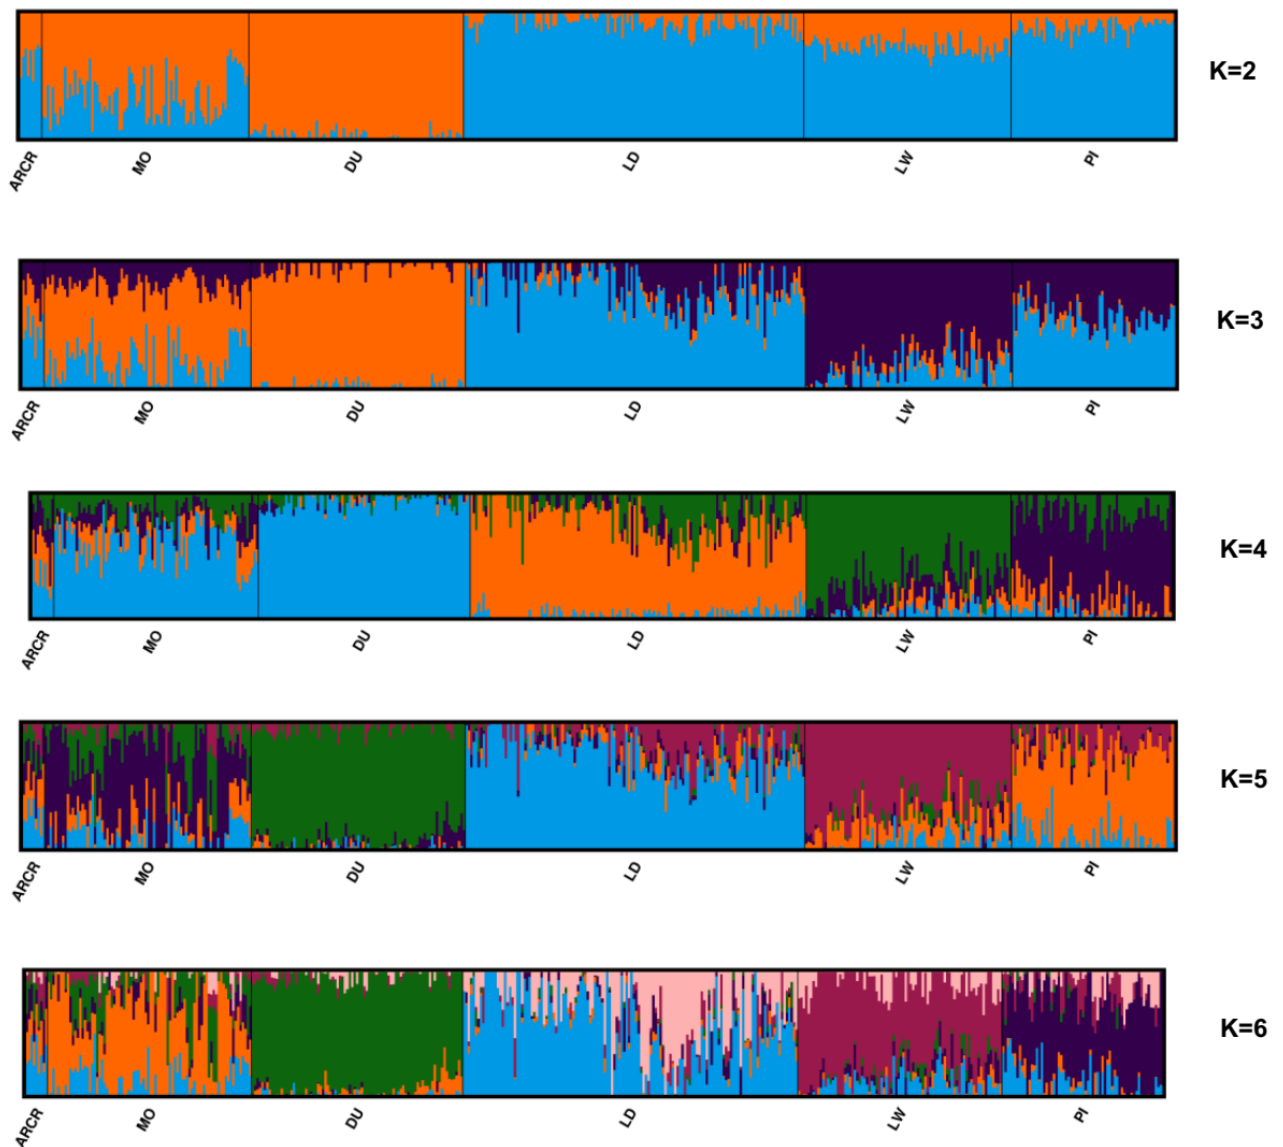 K=2
ARCR MO DU LD LW PI
K=3
ARCR MO DU LD LW PI
K=4
ARCR MO DU LD LW PI
K=5
ARCR MO DU LD LW PI
K=6
ARCR MO DU LD LW PI